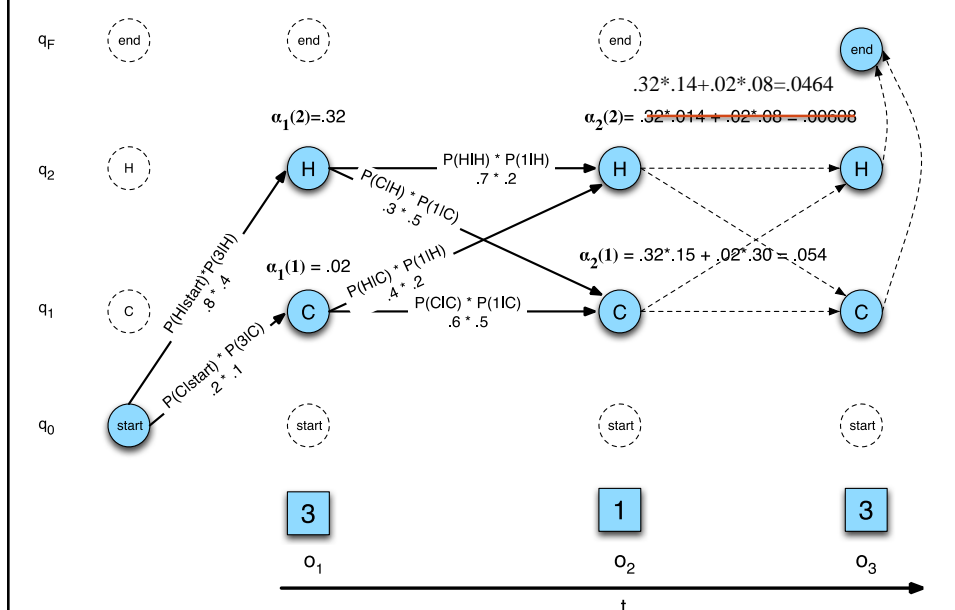 qF end end end end
.32*.14+.02*.08=.0464
α1(2)=.32 α2(2)= .32*.014 + .02*.08 = .00608
q2 H H H H
P(H|H) * P(1|H)
.7 * .2
P(C|H) * P(1|C)
.3 * .5
P(H|start)*P(3|H)
.8 * .4
α1(1) = .02 α2(1) = .32*.15 + .02*.30 = .054
P(H|C) * P(1|H)
.4 * .2
q1 C C C C
P(C|C) * P(1|C)
.6 * .5
P(C|start) * P(3|C)
.2 * .1
q0 start start start start
3 1 3
o1 o2 o3
t